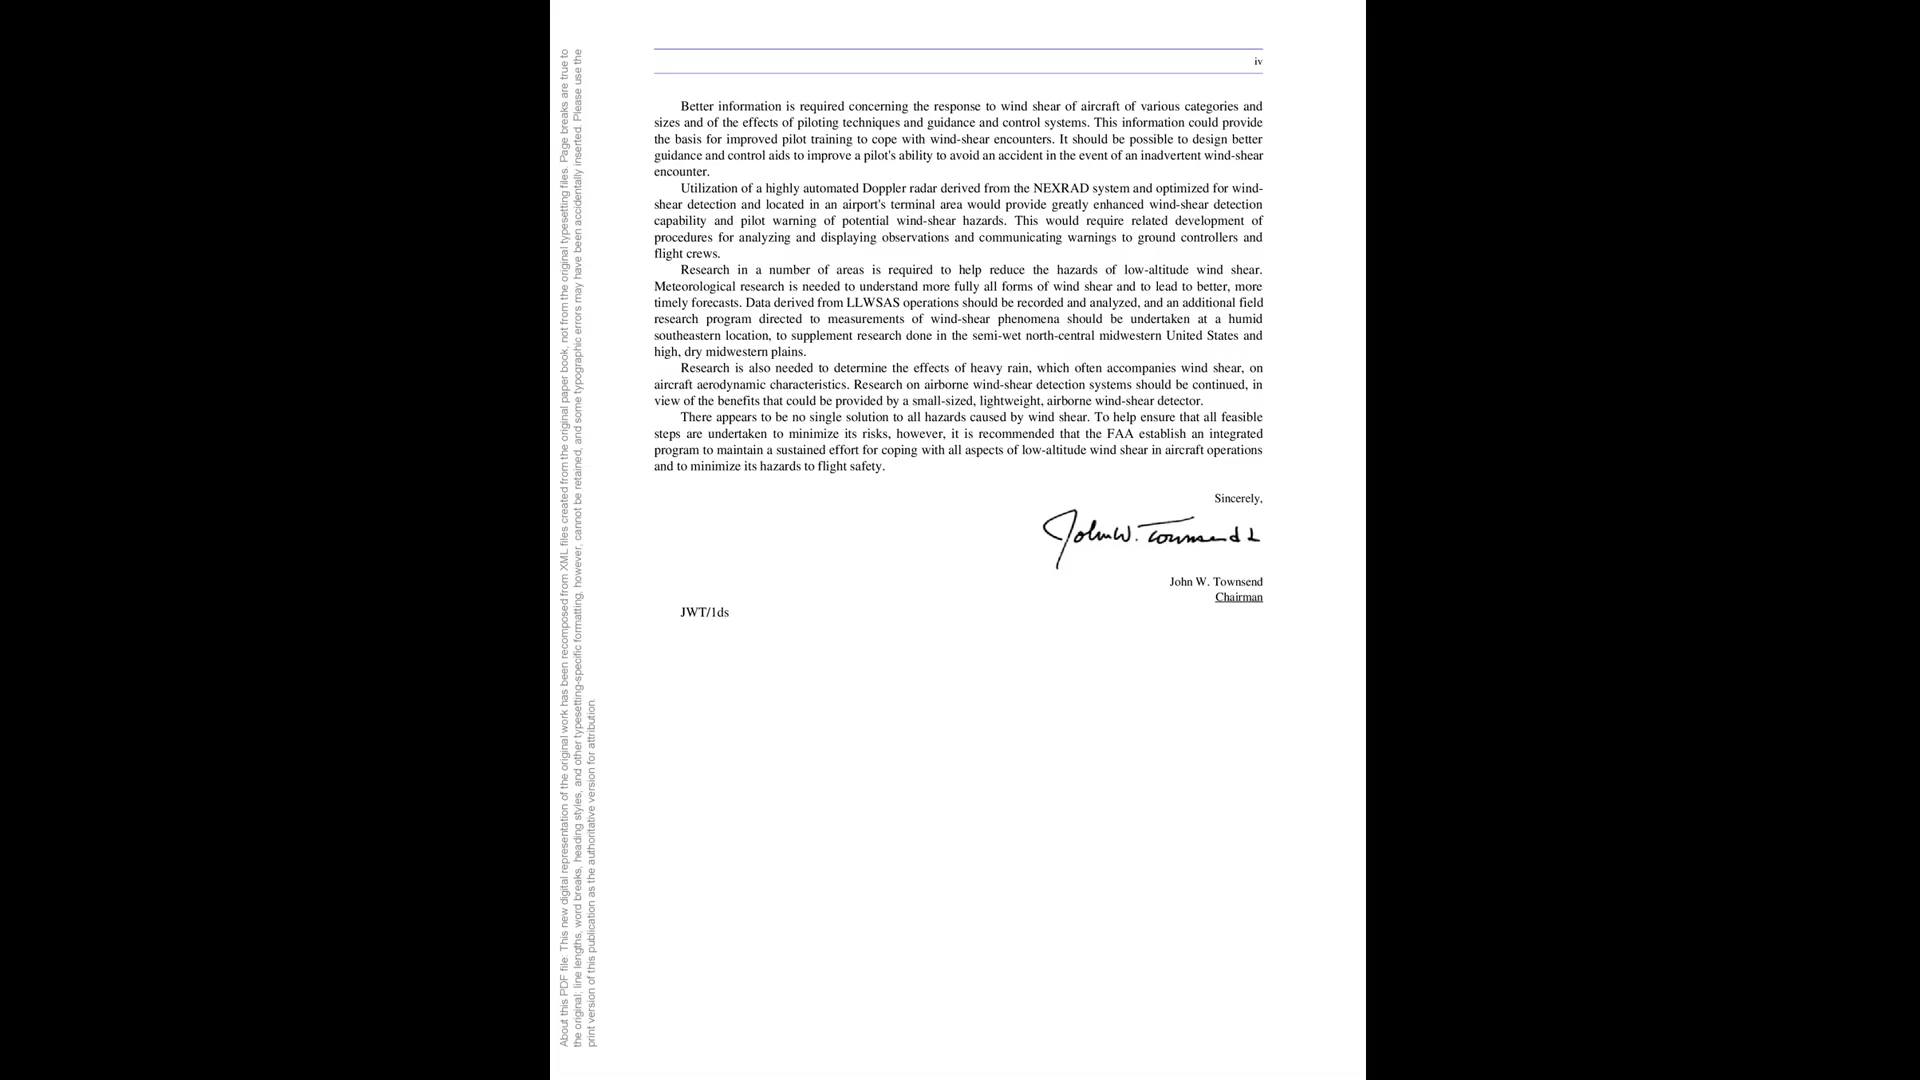 iv
Better information is required concerning the response to wind shear of aircraft of various categories and
sizes and of the effects of piloting techniques and guidance and control systems. This information could provide
the basis for improved pilot training to cope with wind-shear encounters. It should be possible to design better
guidance and control aids to improve a pilot's ability to avoid an accident in the event of an inadvertent wind-shear
encounter.
Utilization of a highly automated Doppler radar derived from the NEXRAD system and optimized for wind-
shear detection and located in an airport's terminal area would provide greatly enhanced wind-shear detection
capability and pilot warning of potential wind-shear hazards. This would require related development of
procedures for analyzing and displaying observations and communicating warnings to ground controllers and
flight crews.
Research in a number of areas is required to help reduce the hazards of low-altitude wind shear.
Meteorological research is needed to understand more fully all forms of wind shear and to lead to better, more
timely forecasts. Data derived from LLWSAS operations should be recorded and analyzed, and an additional field
research program directed to measurements of wind-shear phenomena should be undertaken at a humid
southeastern location, to supplement research done in the semi-wet north-central midwestern United States and
high, dry midwestern plains.
Research is also needed to determine the effects of heavy rain, which often accompanies wind shear, on
aircraft aerodynamic characteristics. Research on airborne wind-shear detection systems should be continued, in
view of the benefits that could be provided by a small-sized, lightweight, airborne wind-shear detector.
There appears to be no single solution to all hazards caused by wind shear. To help ensure that all feasible
steps are undertaken to minimize its risks, however, it is recommended that the FAA establish an integrated
program to maintain a sustained effort for coping with all aspects of low-altitude wind shear in aircraft operations
and to minimize its hazards to flight safety.
Sincerely,
John W. Townsend
John W. Townsend
Chairman
JWT/1ds
About this PDF file: This new digital representation of the original work has been recomposed from XML files created from the original paper book, not from the original typesetting files. Page breaks are true to
the original; line lengths, word breaks, heading styles, and other typesetting-specific formatting, however, cannot be retained, and some typographic errors may have been accidentally inserted. Please use the
print version of this publication as the authoritative version for attribution.